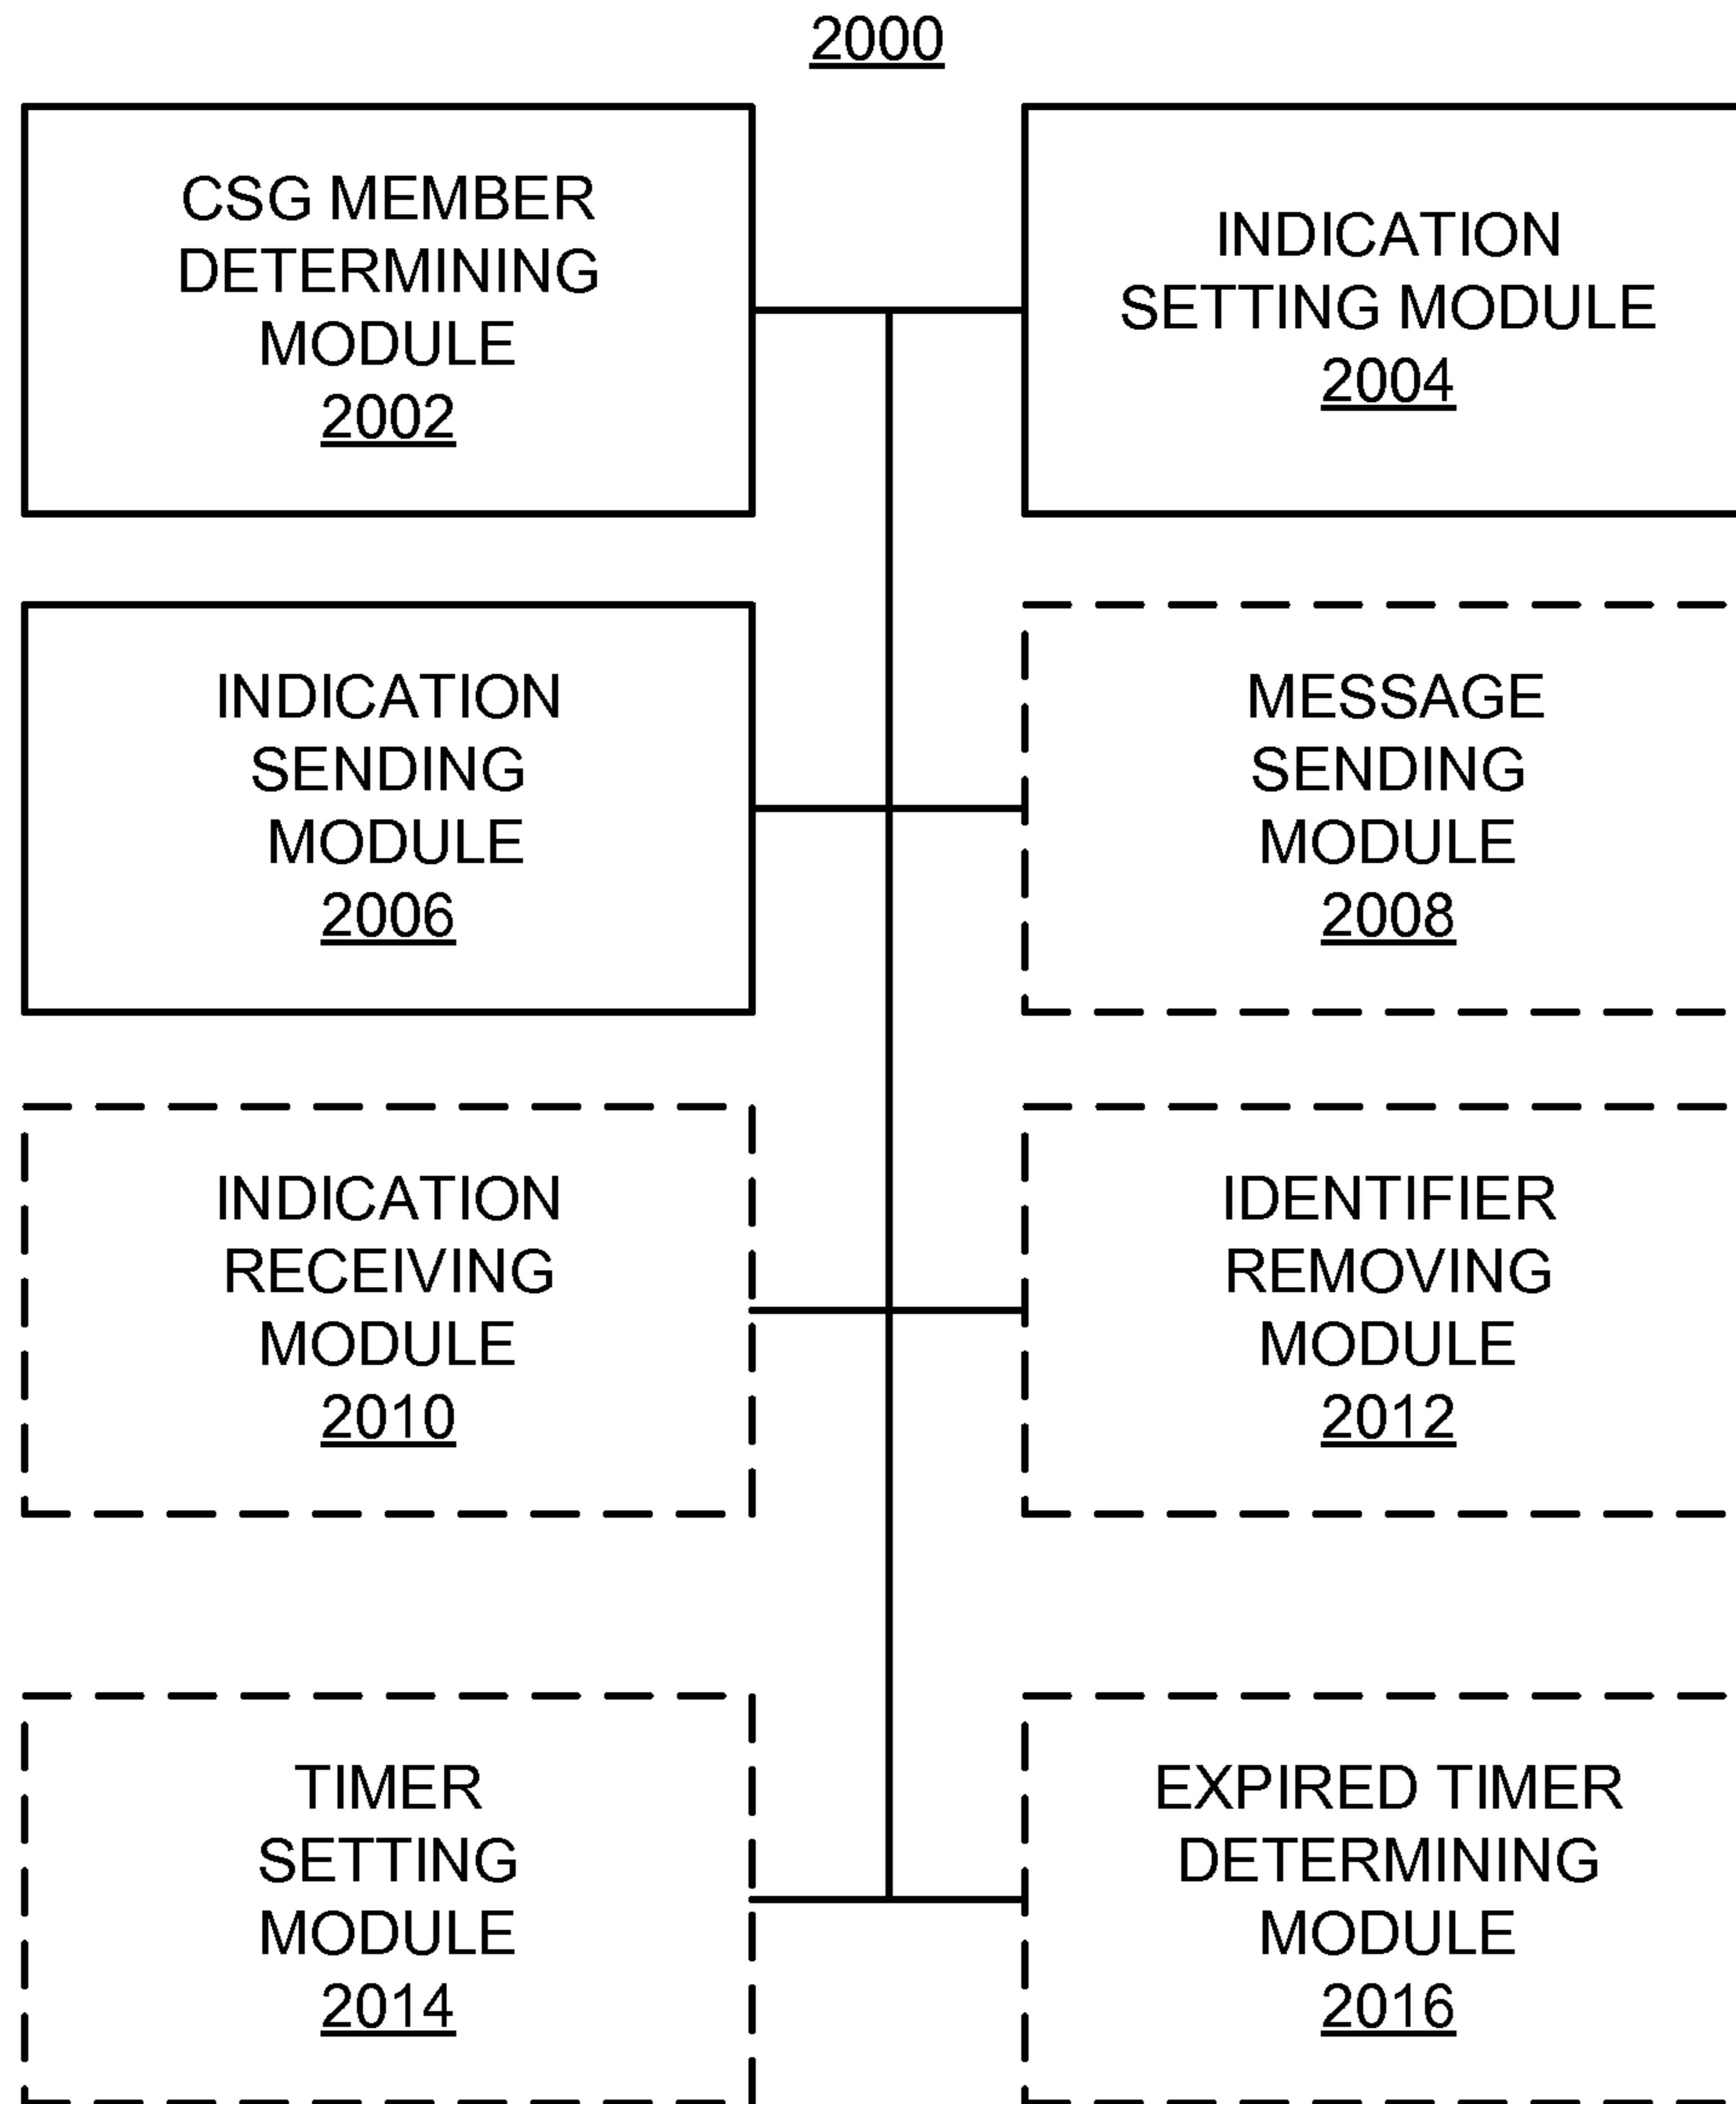 2000
CSG MEMBER
DETERMINING
MODULE
2002
INDICATION
SETTING MODULE
2004
INDICATION
SENDING
MODULE
2006
MESSAGE
SENDING
MODULE
2008
INDICATION
RECEIVING
MODULE
2010
IDENTIFIER
REMOVING
MODULE
2012
TIMER
SETTING
MODULE
2014
EXPIRED TIMER
DETERMINING
MODULE
2016